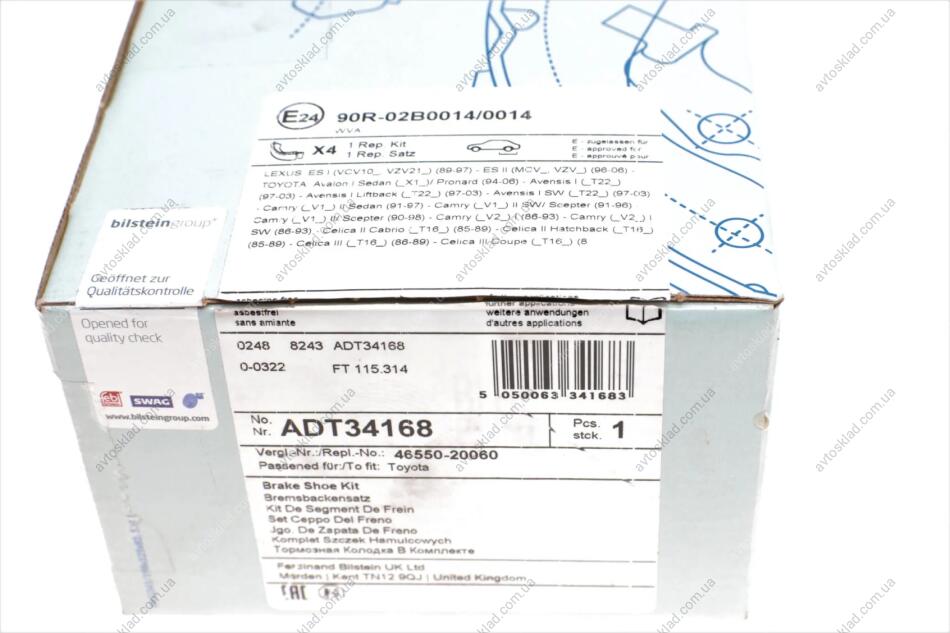 E24 90R-02B0014/0014
WVA
X4 1 Rep. Kit
1 Rep. Satz
E - zugelassen für
E - approved for
E - approuvé pour
LEXUS ES I (VCV10_, VZV21_) (89-97) - ES II (MCV_, VZV_) (96-06) -
TOYOTA Avalon I Sedan (_X1_)/ Pronard (94-06) - Avensis I (_T22_)
(97-03) - Avensis I Liftback (_T22_) (97-03) - Avensis I SW (_T22_) (97-03)
- Camry (_V1_) II Sedan (91-97) - Camry (_V1_) II SW/ Scepter (91-96)
Camry (_V1_) III/ Scepter (90-98) - Camry (_V2_) I (86-93) - Camry (_V2_) I
SW (86-93) - Celica II Cabrio (_T16_) (85-89) - Celica II Hatchback (_T16_)
(85-89) - Celica III (_T16_) (86-89) - Celica III Coupe (_T16_) (8
bilsteingroup
Geöffnet zur
Qualitätskontrolle
Opened for
quality check
febi SWAG
www.bilsteingroup.com
asbestfrei
sans amiante
further applications
weitere anwendungen
d'autres applications
0248 8243 ADT34168
0-0322 FT 115.314
5 050063 341683
No.
Nr. ADT34168
Pcs.
stck. 1
Vergl.-Nr.:/Repl.-No.: 46550-20060
Passened für:/To fit: Toyota
Brake Shoe Kit
Bremsbackensatz
Kit De Segment De Frein
Set Ceppo Del Freno
Jgo. De Zapata De Freno
Komplet Szczek Hamulcowych
Тормозная Колодка В Комплекте
Ferdinand Bilstein UK Ltd
Marden | Kent TN12 9QJ | United Kingdom
EAC
avtosklad.com.ua